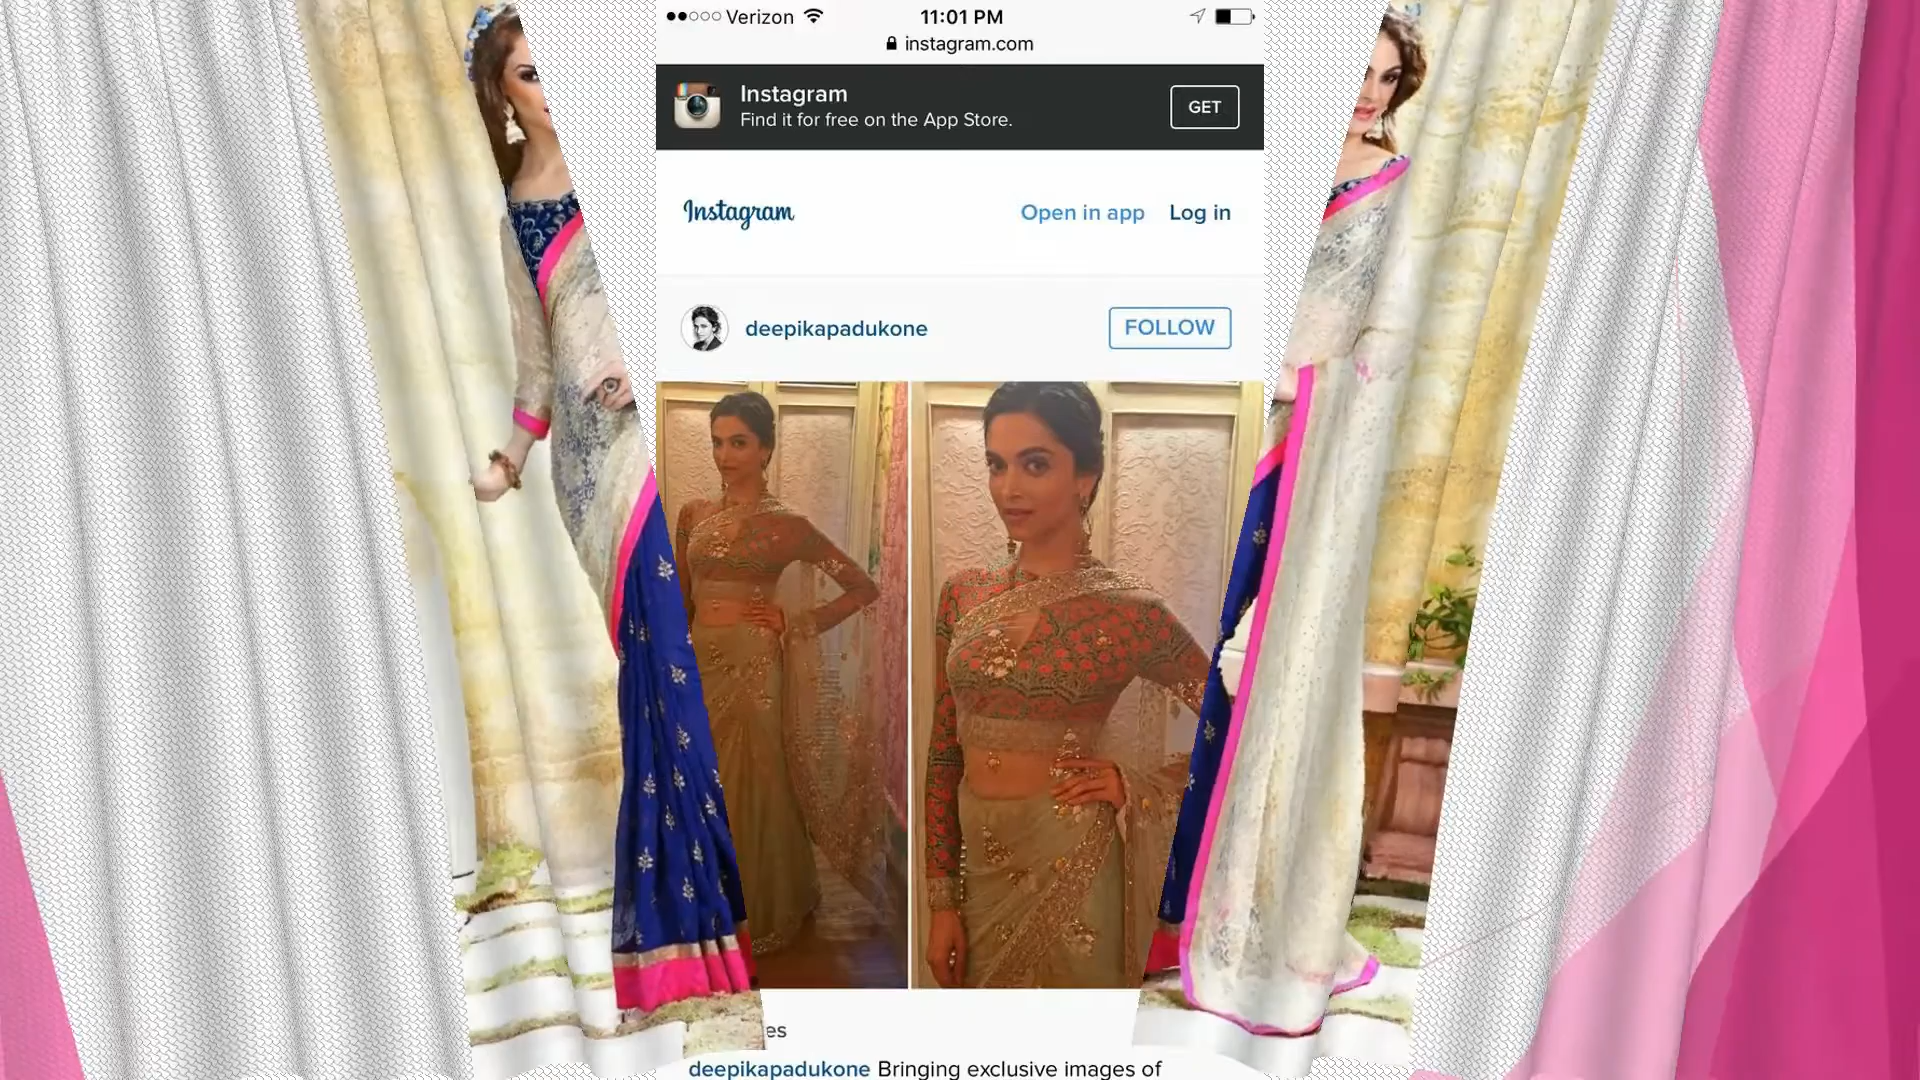 Verizon 11:01 PM
instagram.com
Instagram
Find it for free on the App Store.
GET
Instagram
Open in app Log in
deepikapadukone
FOLLOW
es
deepikapadukone Bringing exclusive images of